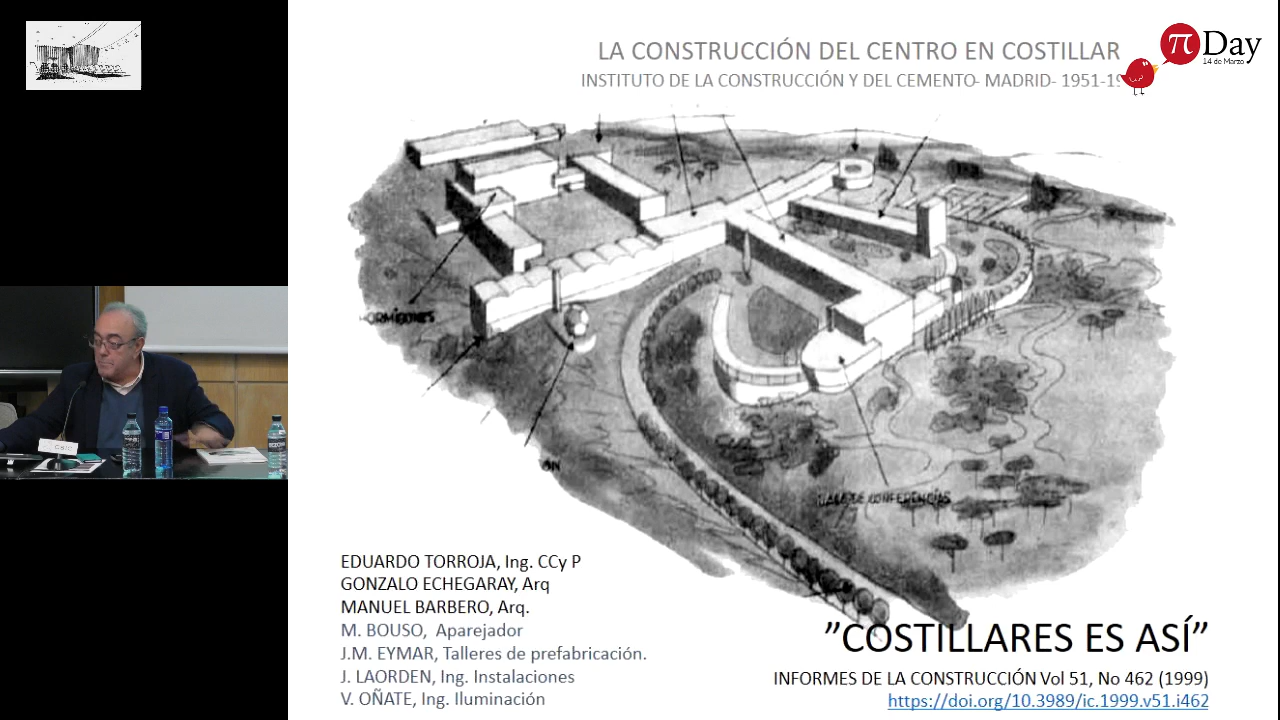 LA CONSTRUCCIÓN DEL CENTRO EN COSTILLAR
INSTITUTO DE LA CONSTRUCCIÓN Y DEL CEMENTO- MADRID- 1951-19
π Day
14 de Marzo
HORMIGONES
SALA DE CONFERENCIAS
CSIC
EDUARDO TORROJA, Ing. CCy P
GONZALO ECHEGARAY, Arq
MANUEL BARBERO, Arq.
M. BOUSO, Aparejador
J.M. EYMAR, Talleres de prefabricación.
J. LAORDEN, Ing. Instalaciones
V. OÑATE, Ing. Iluminación
”COSTILLARES ES ASÍ”
INFORMES DE LA CONSTRUCCIÓN Vol 51, No 462 (1999)
https://doi.org/10.3989/ic.1999.v51.i462